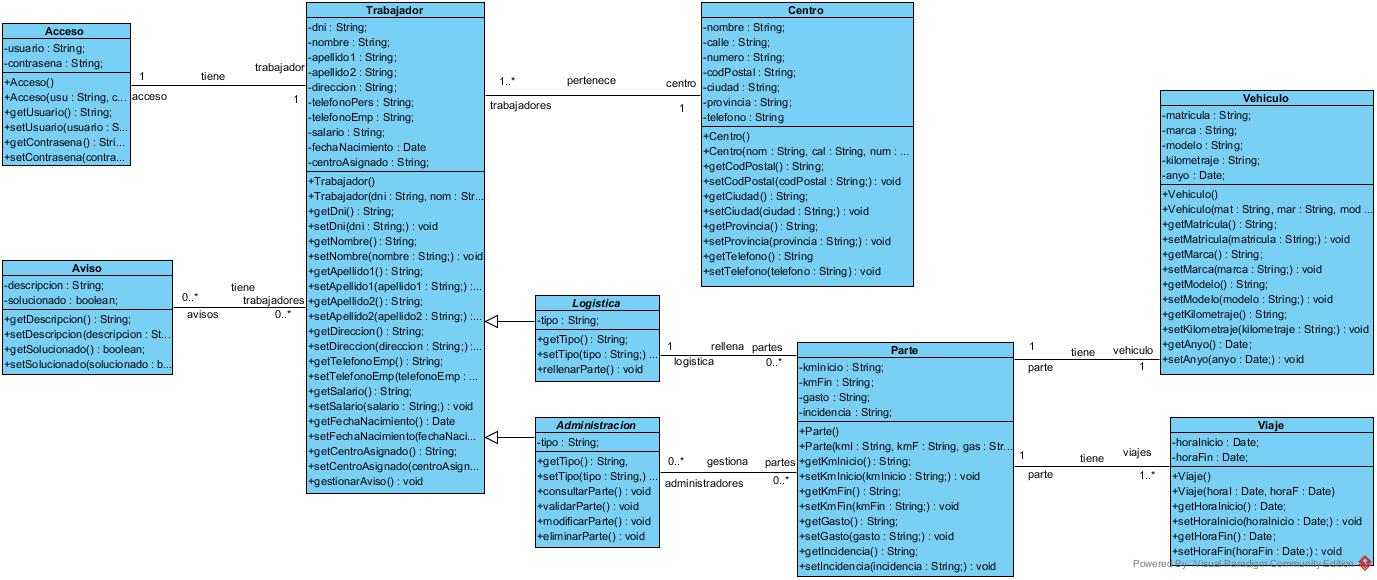 Acceso
-usuario : String;
-contrasena : String;
+Acceso()
+Acceso(usu : String, c...
+getUsuario() : String;
+setUsuario(usuario : S...
+getContrasena() : Stri...
+setContrasena(contra...
1
tiene
trabajador
acceso
1
Trabajador
-dni : String;
-nombre : String;
-apellido1 : String;
-apellido2 : String;
-direccion : String;
-telefonoPers : String;
-telefonoEmp : String;
-salario : String;
-fechaNacimiento : Date
-centroAsignado : String;
+Trabajador()
+Trabajador(dni : String, nom : Str...
+getDni() : String;
+setDni(dni : String;) : void
+getNombre() : String;
+setNombre(nombre : String;) : void
+getApellido1() : String;
+setApellido1(apellido1 : String;) :...
+getApellido2() : String;
+setApellido2(apellido2 : String;) :...
+getDireccion() : String;
+setDireccion(direccion : String;) :...
+getTelefonoEmp() : String;
+setTelefonoEmp(telefonoEmp : ...
+getSalario() : String;
+setSalario(salario : String;) : void
+getFechaNacimiento() : Date
+setFechaNacimiento(fechaNaci...
+getCentroAsignado() : String;
+setCentroAsignado(centroAsign...
+gestionarAviso() : void
1..*
pertenece
centro
trabajadores
1
Centro
-nombre : String;
-calle : String;
-numero : String;
-codPostal : String;
-ciudad : String;
-provincia : String;
-telefono : String
+Centro()
+Centro(nom : String, cal : String, num : ...
+getCodPostal() : String;
+setCodPostal(codPostal : String;) : void
+getCiudad() : String;
+setCiudad(ciudad : String;) : void
+getProvincia() : String;
+setProvincia(provincia : String;) : void
+getTelefono() : String
+setTelefono(telefono : String) : void
Vehiculo
-matricula : String;
-marca : String;
-modelo : String;
-kilometraje : String;
-anyo : Date;
+Vehiculo()
+Vehiculo(mat : String, mar : String, mod ...
+getMatricula() : String;
+setMatricula(matricula : String;) : void
+getMarca() : String;
+setMarca(marca : String;) : void
+getModelo() : String;
+setModelo(modelo : String;) : void
+getKilometraje() : String;
+setKilometraje(kilometraje : String;) : void
+getAnyo() : Date;
+setAnyo(anyo : Date;) : void
Aviso
-descripcion : String;
-solucionado : boolean;
+getDescripcion() : String;
+setDescripcion(descripcion : St...
+getSolucionado() : boolean;
+setSolucionado(solucionado : b...
0..*
tiene
trabajadores
avisos
0..*
Logistica
-tipo : String;
+getTipo() : String;
+setTipo(tipo : String;) ...
+rellenarParte() : void
1
rellena
partes
logistica
0..*
Administracion
-tipo : String;
+getTipo() : String,
+setTipo(tipo : String,) ...
+consultarParte() : void
+validarParte() : void
+modificarParte() : void
+eliminarParte() : void
0..*
gestiona
partes
administradores
0..*
Parte
-kmInicio : String;
-kmFin : String;
-gasto : String;
-incidencia : String;
+Parte()
+Parte(kmI : String, kmF : String, gas : Str...
+getKmInicio() : String;
+setKmInicio(kmInicio : String;) : void
+getKmFin() : String;
+setKmFin(kmFin : String;) : void
+getGasto() : String;
+setGasto(gasto : String;) : void
+getIncidencia() : String;
+setIncidencia(incidencia : String;) : void
1
tiene
vehiculo
parte
1
1
tiene
viajes
parte
1..*
Viaje
-horaInicio : Date;
-horaFin : Date;
+Viaje()
+Viaje(horaI : Date, horaF : Date)
+getHoraInicio() : Date;
+setHoraInicio(horaInicio : Date;) : void
+getHoraFin() : Date;
+setHoraFin(horaFin : Date;) : void
Powered By Visual Paradigm Community Edition